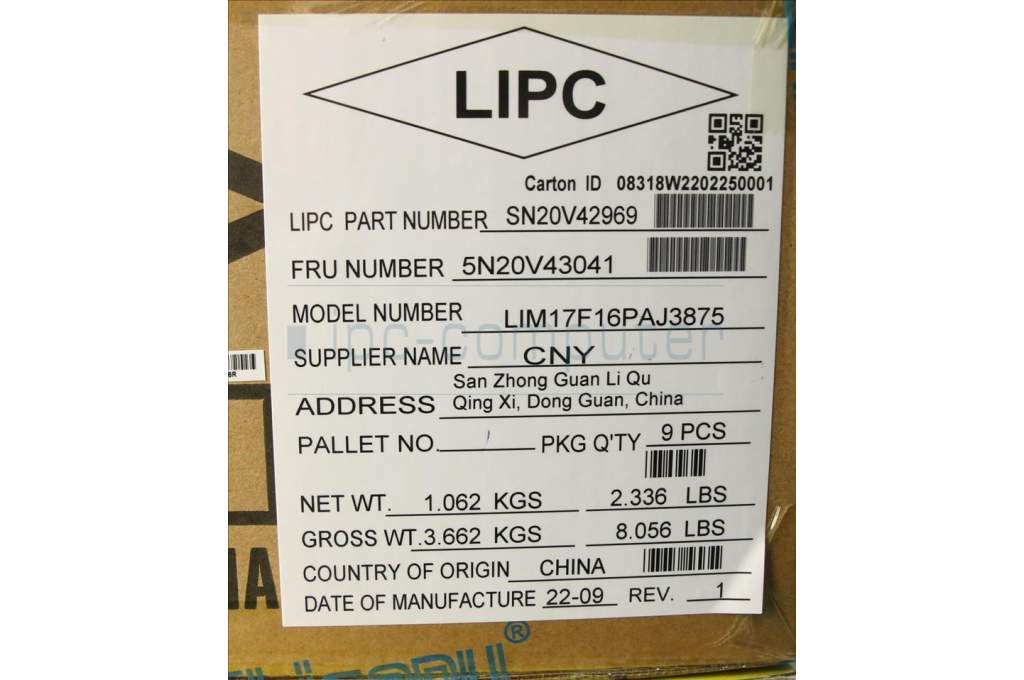 LIPC
Carton ID 08318W2202250001
LIPC PART NUMBER SN20V42969
FRU NUMBER 5N20V43041
MODEL NUMBER LIM17F16PAJ3875
ipc-computer
SUPPLIER NAME CNY
San Zhong Guan Li Qu
ADDRESS Qing Xi, Dong Guan, China
PALLET NO. PKG Q'TY 9 PCS
NET WT. 1.062 KGS 2.336 LBS
GROSS WT. 3.662 KGS 8.056 LBS
COUNTRY OF ORIGIN CHINA
DATE OF MANUFACTURE 22-09 REV. 1